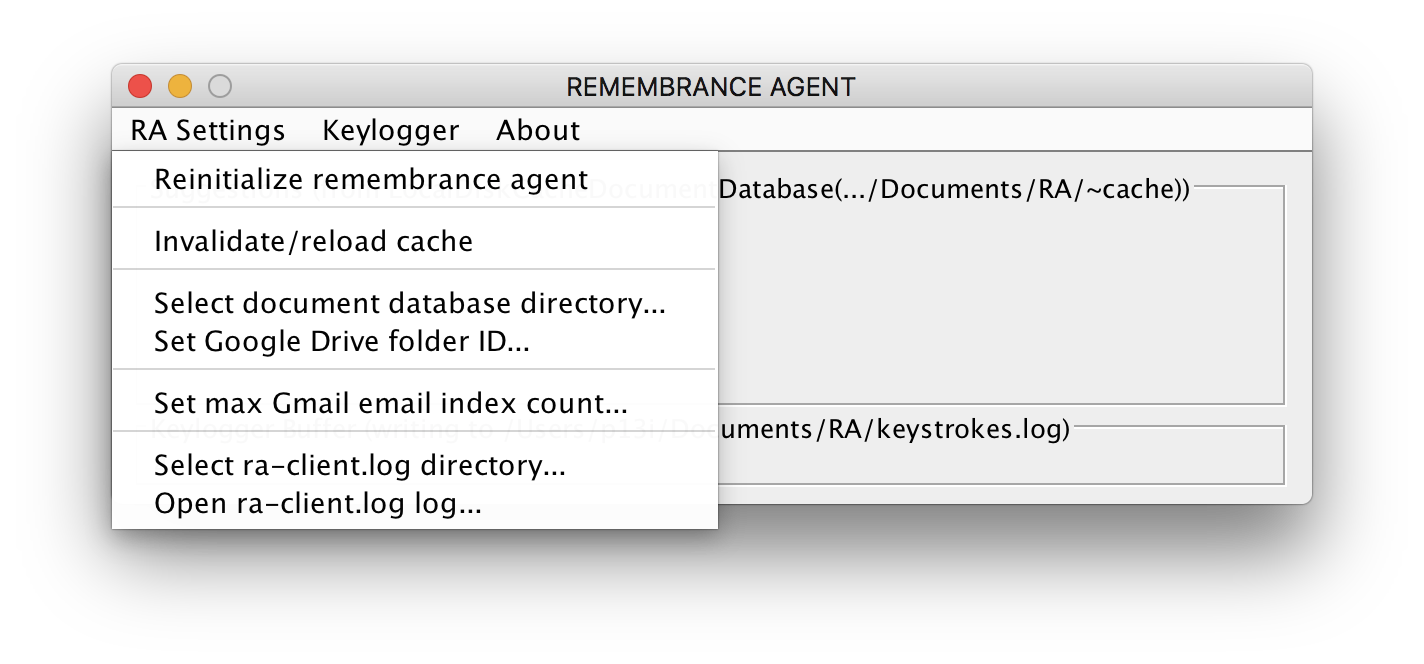 REMEMBRANCE AGENT
RA Settings Keylogger About
Reinitialize remembrance agent
Database(.../Documents/RA/~cache))
Invalidate/reload cache
Select document database directory...
Set Google Drive folder ID...
Set max Gmail email index count...
Keylogger Buffer (writing to /Users/p13i/Documents/RA/keystrokes.log)
Select ra-client.log directory...
Open ra-client.log log...